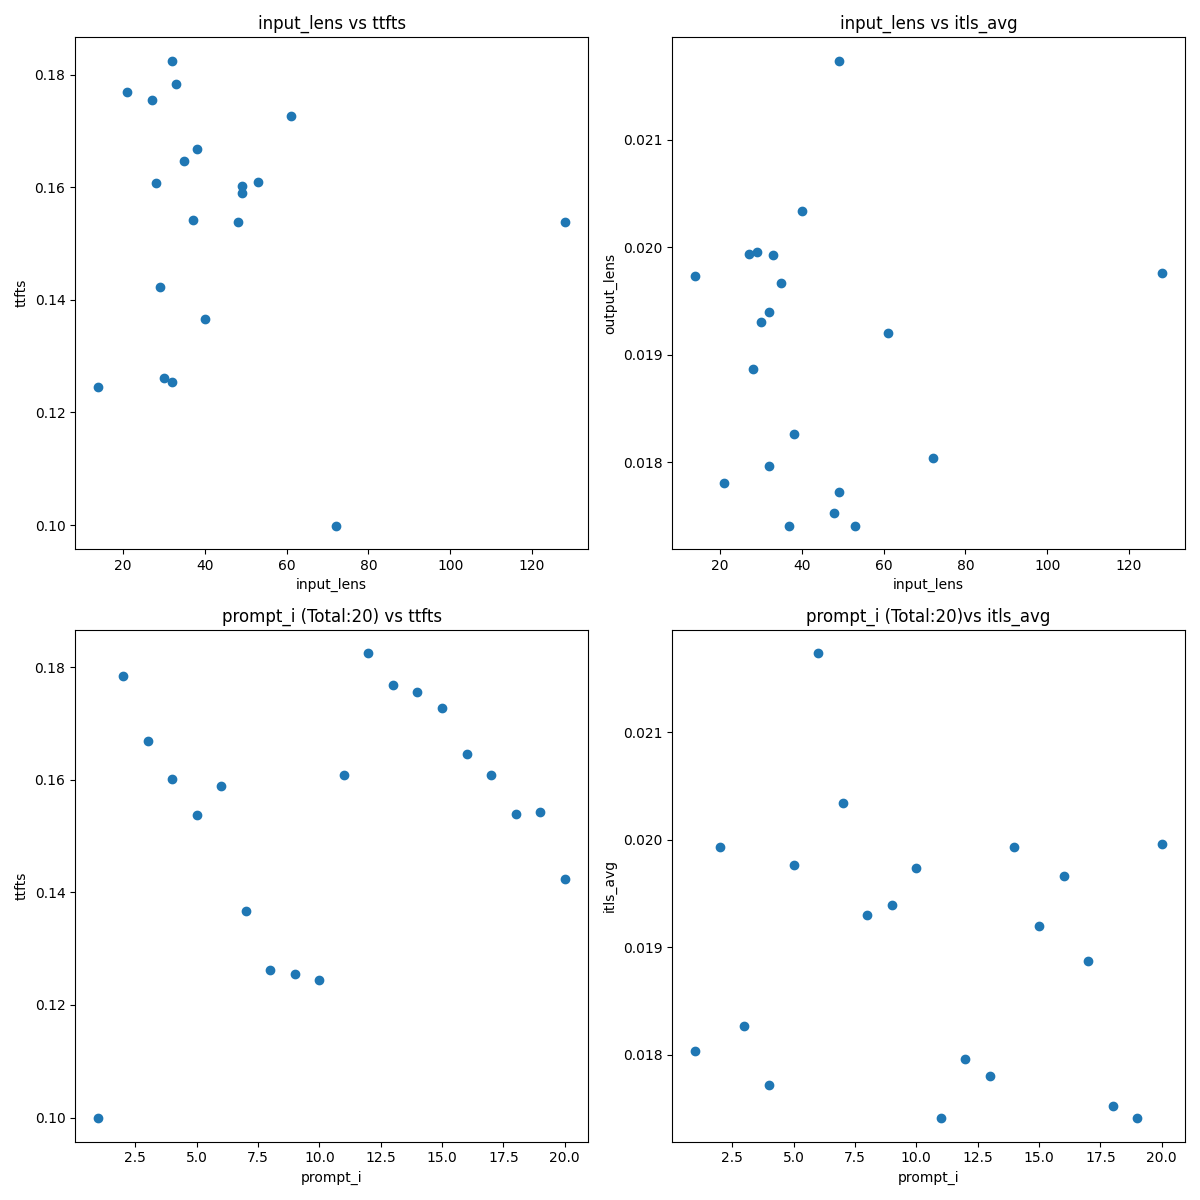 input_lens vs ttfts
0.18
0.16
0.14
0.12
0.10
ttfts
20 40 60 80 100 120
input_lens
input_lens vs itls_avg
0.021
0.020
0.019
0.018
output_lens
20 40 60 80 100 120
input_lens
prompt_i (Total:20) vs ttfts
0.18
0.16
0.14
0.12
0.10
ttfts
2.5 5.0 7.5 10.0 12.5 15.0 17.5 20.0
prompt_i
prompt_i (Total:20)vs itls_avg
0.021
0.020
0.019
0.018
itls_avg
2.5 5.0 7.5 10.0 12.5 15.0 17.5 20.0
prompt_i